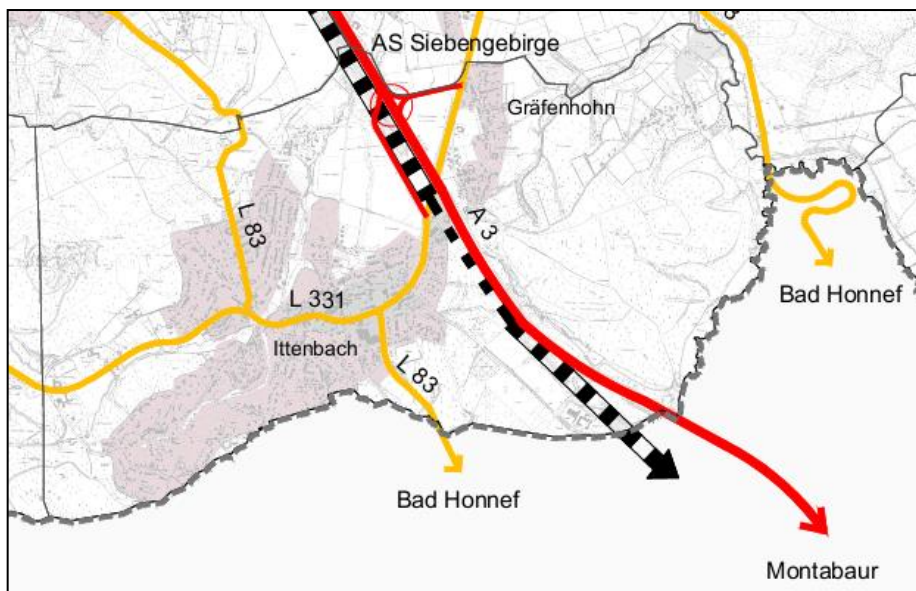 AS Siebengebirge
Gräfenhohn
L 83
A 3
L 331
Ittenbach
L 83
Bad Honnef
Bad Honnef
Montabaur